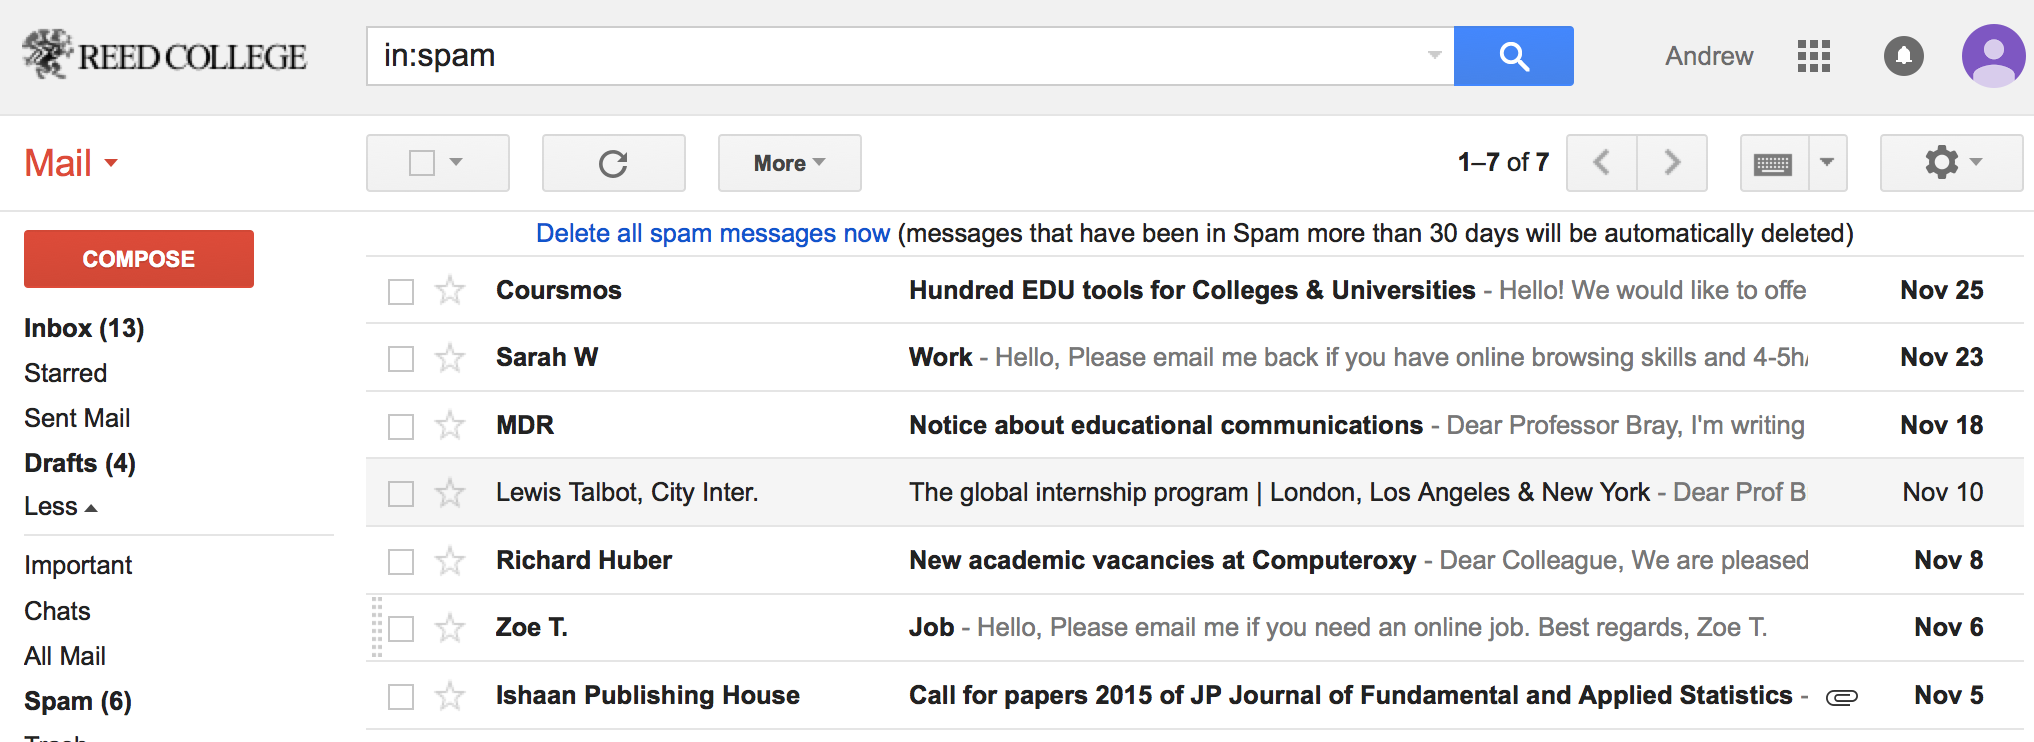 REED COLLEGE
in:spam
Andrew
Mail
More
1–7 of 7
COMPOSE
Delete all spam messages now (messages that have been in Spam more than 30 days will be automatically deleted)
Inbox (13)
Starred
Sent Mail
Drafts (4)
Less
Important
Chats
All Mail
Spam (6)
Trash
Coursmos Hundred EDU tools for Colleges & Universities - Hello! We would like to offe Nov 25
Sarah W Work - Hello, Please email me back if you have online browsing skills and 4-5h/ Nov 23
MDR Notice about educational communications - Dear Professor Bray, I'm writing Nov 18
Lewis Talbot, City Inter. The global internship program | London, Los Angeles & New York - Dear Prof B Nov 10
Richard Huber New academic vacancies at Computeroxy - Dear Colleague, We are pleased Nov 8
Zoe T. Job - Hello, Please email me if you need an online job. Best regards, Zoe T. Nov 6
Ishaan Publishing House Call for papers 2015 of JP Journal of Fundamental and Applied Statistics - Nov 5